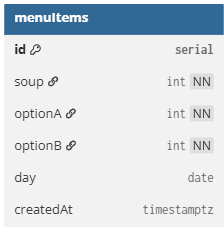 menuItems
id serial
soup int NN
optionA int NN
optionB int NN
day date
createdAt timestamptz